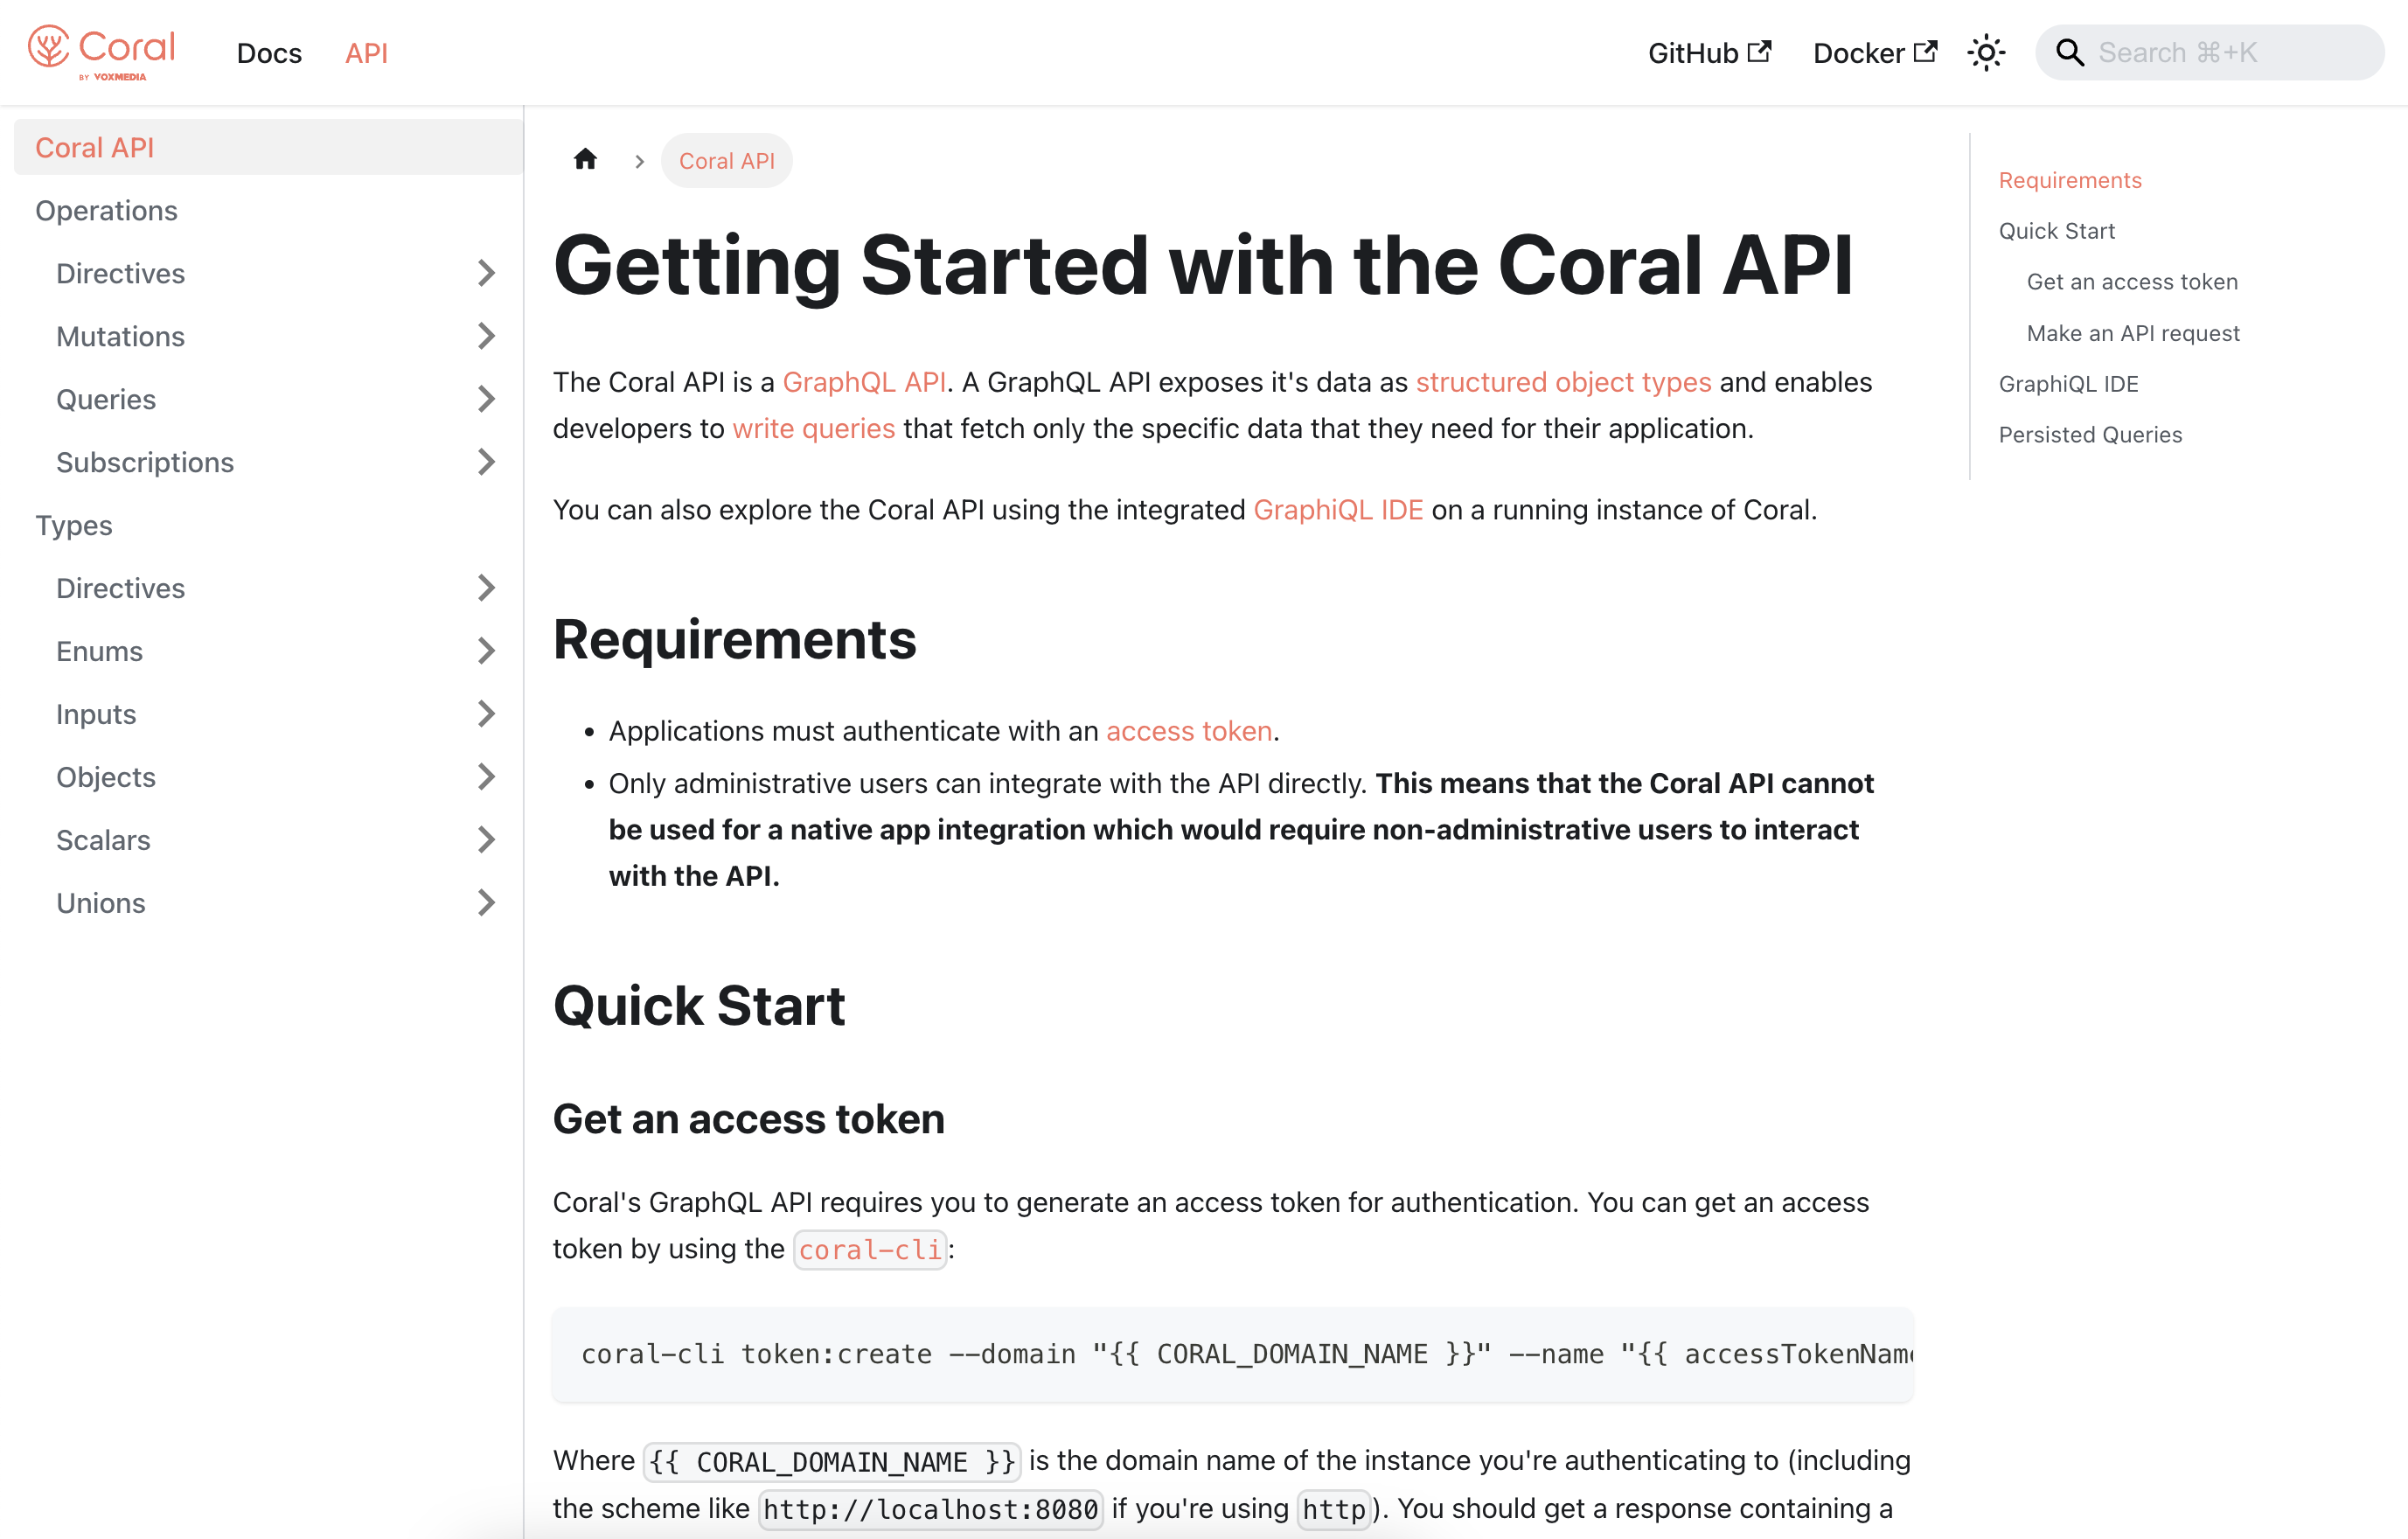 Coral
BY VOXMEDIA
Docs
API
GitHub
Docker
Search ⌘+K
Coral API
Operations
Directives
Mutations
Queries
Subscriptions
Types
Directives
Enums
Inputs
Objects
Scalars
Unions
Coral API
Getting Started with the Coral API
The Coral API is a GraphQL API. A GraphQL API exposes it's data as structured object types and enables
developers to write queries that fetch only the specific data that they need for their application.
You can also explore the Coral API using the integrated GraphiQL IDE on a running instance of Coral.
Requirements
• Applications must authenticate with an access token.
• Only administrative users can integrate with the API directly. This means that the Coral API cannot
be used for a native app integration which would require non-administrative users to interact
with the API.
Quick Start
Get an access token
Coral's GraphQL API requires you to generate an access token for authentication. You can get an access
token by using the coral-cli:
coral-cli token:create --domain "{{ CORAL_DOMAIN_NAME }}" --name "{{ accessTokenName
Where {{ CORAL_DOMAIN_NAME }} is the domain name of the instance you're authenticating to (including
the scheme like http://localhost:8080 if you're using http). You should get a response containing a
Requirements
Quick Start
Get an access token
Make an API request
GraphiQL IDE
Persisted Queries